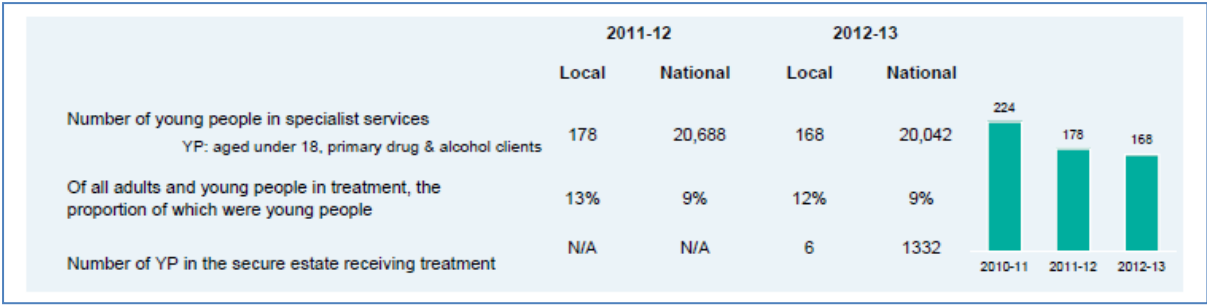 2011-12 2012-13
Local National Local National
Number of young people in specialist services
YP: aged under 18, primary drug & alcohol clients
178 20,688 168 20,042
Of all adults and young people in treatment, the
proportion of which were young people
13% 9% 12% 9%
Number of YP in the secure estate receiving treatment
N/A N/A 6 1332
224
178
168
2010-11 2011-12 2012-13